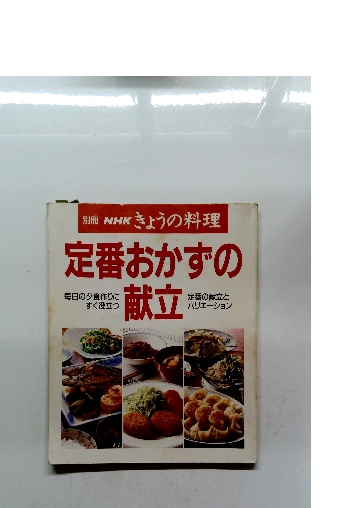 別冊 NHK きょうの料理
定番おかずの
献立
毎日の夕食作りに
すぐ役立つ
定番の献立と
バリエーション